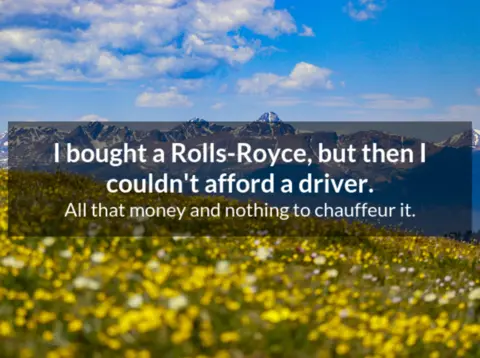 I bought a Rolls-Royce, but then I
couldn't afford a driver.
All that money and nothing to chauffeur it.